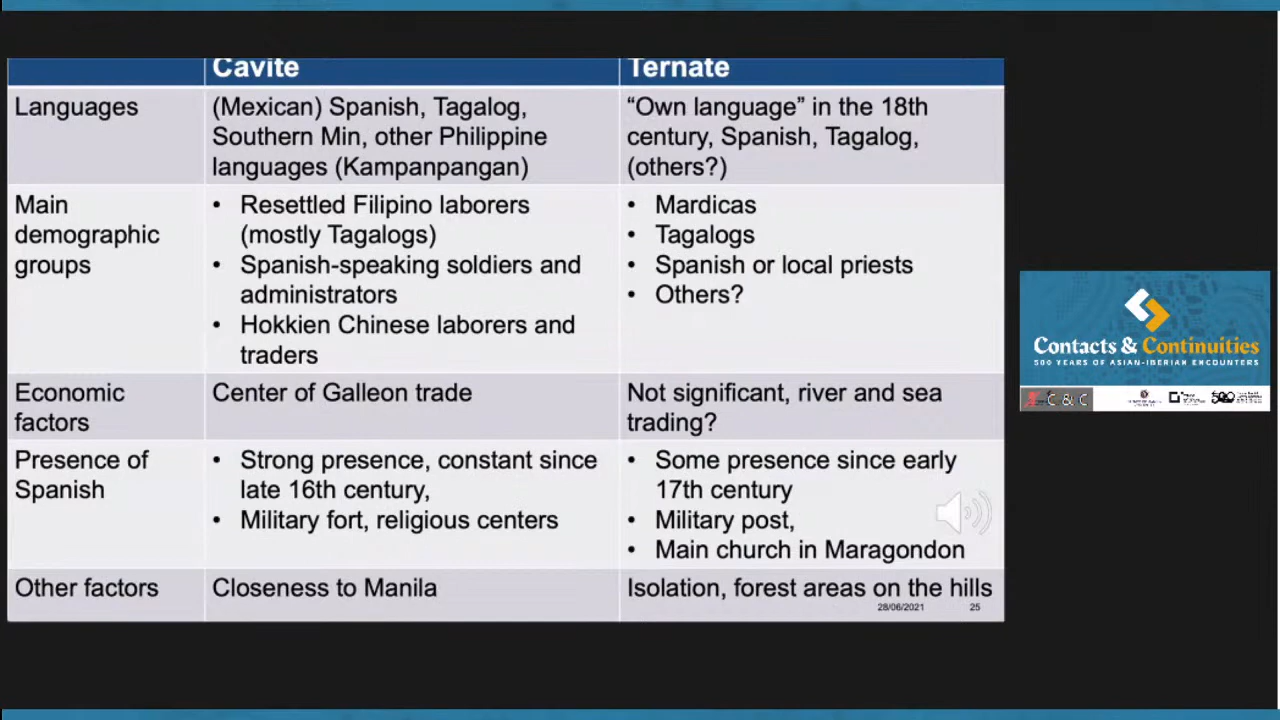 Cavite
Ternate
Languages
(Mexican) Spanish, Tagalog,
Southern Min, other Philippine
languages (Kampanpangan)
“Own language” in the 18th
century, Spanish, Tagalog,
(others?)
Main
demographic
groups
• Resettled Filipino laborers
(mostly Tagalogs)
• Spanish-speaking soldiers and
administrators
• Hokkien Chinese laborers and
traders
• Mardicas
• Tagalogs
• Spanish or local priests
• Others?
Economic
factors
Center of Galleon trade
Not significant, river and sea
trading?
Presence of
Spanish
• Strong presence, constant since
late 16th century,
• Military fort, religious centers
• Some presence since early
17th century
• Military post,
• Main church in Maragondon
Other factors
Closeness to Manila
Isolation, forest areas on the hills
28/06/2021
25
Contacts & Continuities
500 YEARS OF ASIAN-IBERIAN ENCOUNTERS
C & C